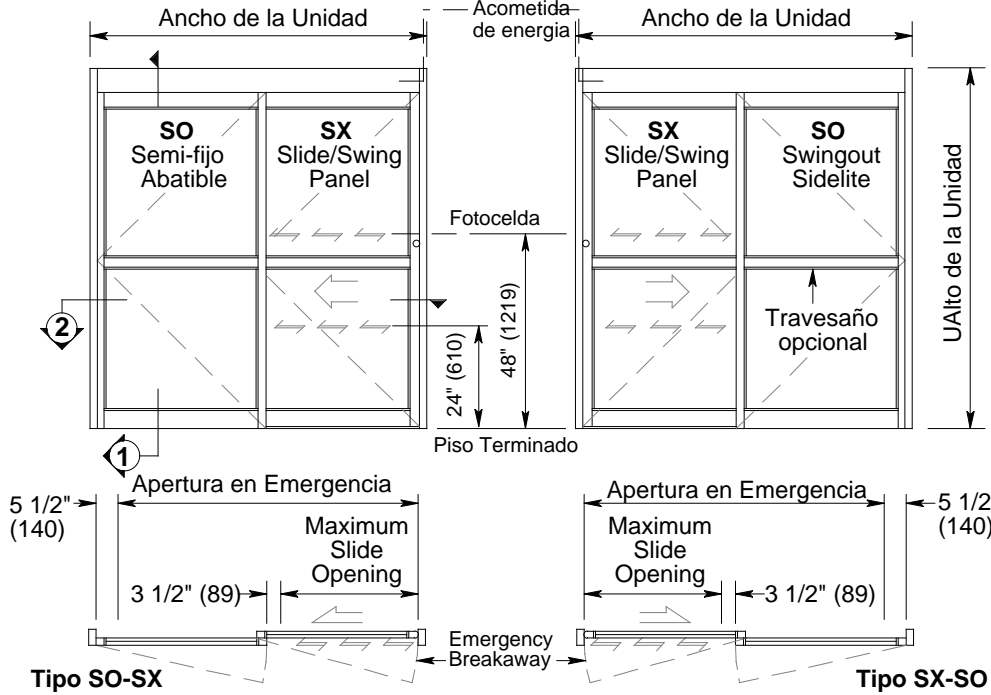 Ancho de la Unidad
Acometida
de energia
Ancho de la Unidad
SO
Semi-fijo
Abatible
SX
Slide/Swing
Panel
SX
Slide/Swing
Panel
SO
Swingout
Sidelite
UAlto de la Unidad
Fotocelda
24" (610)
48" (1219)
Travesaño
opcional
2
1
Piso Terminado
5 1/2"
(140)
Apertura en Emergencia
Maximum
Slide
Opening
3 1/2" (89)
Apertura en Emergencia
Maximum
Slide
Opening
3 1/2" (89)
5 1/2
(140)
Emergency
Breakaway
Tipo SO-SX
Tipo SX-SO